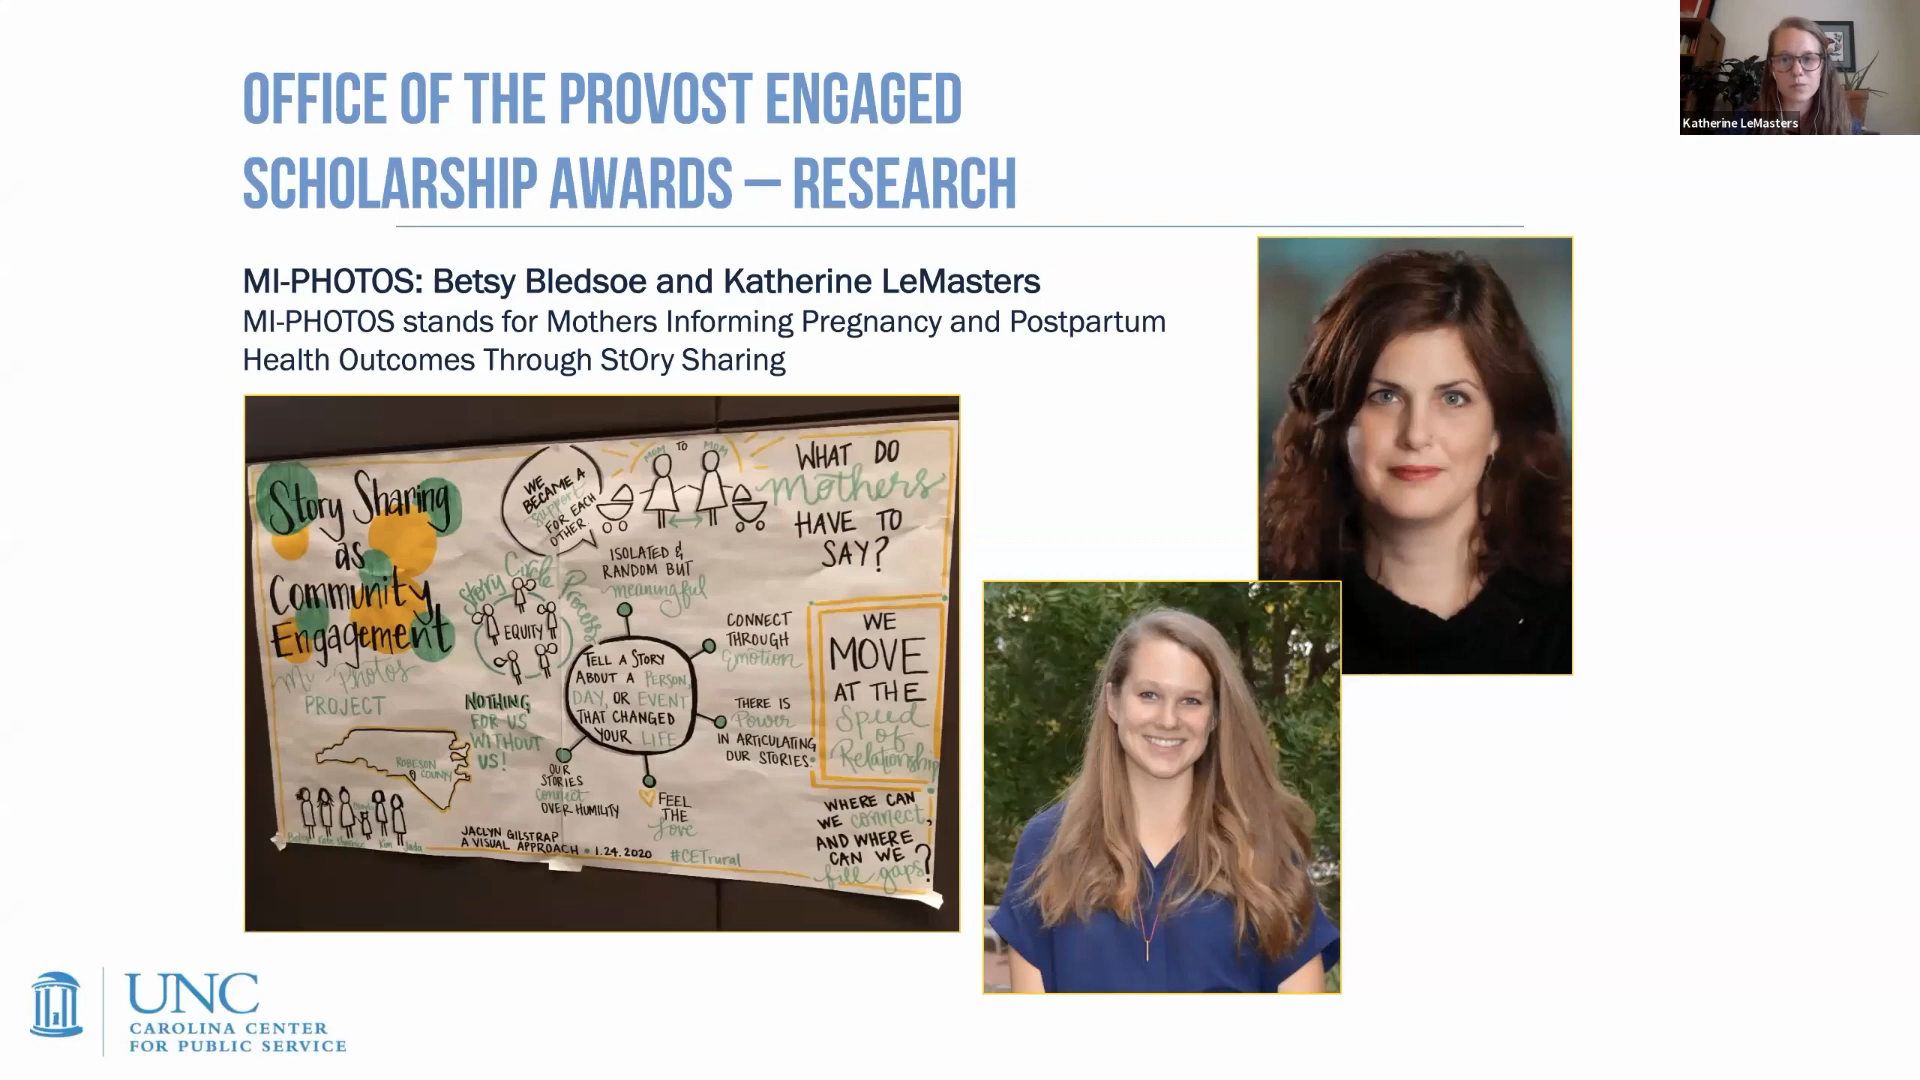 OFFICE OF THE PROVOST ENGAGED
SCHOLARSHIP AWARDS – RESEARCH
Katherine LeMasters
MI-PHOTOS: Betsy Bledsoe and Katherine LeMasters
MI-PHOTOS stands for Mothers Informing Pregnancy and Postpartum
Health Outcomes Through StOry Sharing
Story Sharing
as
Community
Engagement
Mi-Photos
PROJECT
ROBESON
COUNTY
WE
BECAME A
support
FOR EACH
OTHER.
MOM TO MOM
Story Circle Process
EQUITY
NOTHING
FOR US
WITHOUT
US!
ISOLATED &
RANDOM BUT
meaningful
TELL A STORY
ABOUT A PERSON,
DAY, OR EVENT
THAT CHANGED
YOUR LIFE
CONNECT
THROUGH
Emotion
THERE IS
Power
IN ARTICULATING
OUR STORIES.
OUR
STORIES
connect
OVER HUMILITY
FEEL
THE
Love
JACLYN GILSTRAP
A VISUAL APPROACH • 1.24.2020
#CETrural
WHAT DO
mothers
HAVE TO
SAY?
WE
MOVE
AT THE
Speed
of
Relationship
WHERE CAN
WE connect,
AND WHERE
CAN WE
fill gaps?
UNC
CAROLINA CENTER
FOR PUBLIC SERVICE